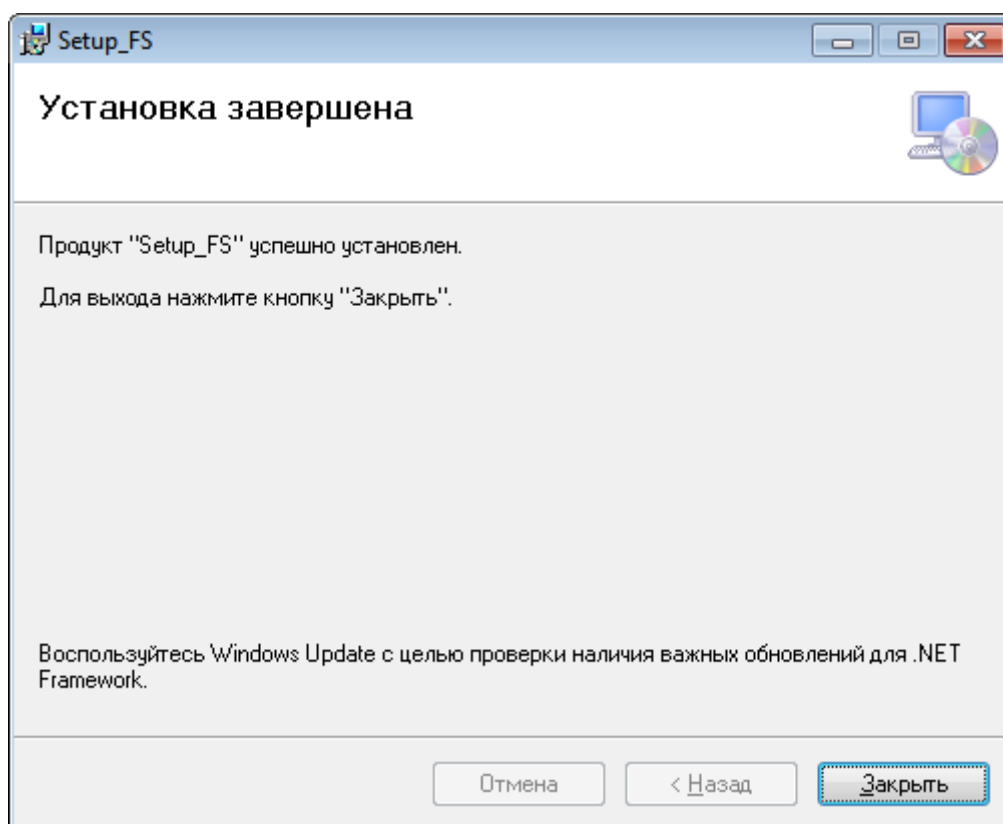 Setup_FS
Установка завершена
Продукт "Setup_FS" успешно установлен.
Для выхода нажмите кнопку "Закрыть".
Воспользуйтесь Windows Update с целью проверки наличия важных обновлений для .NET
Framework.
Отмена
< Назад
Закрыть